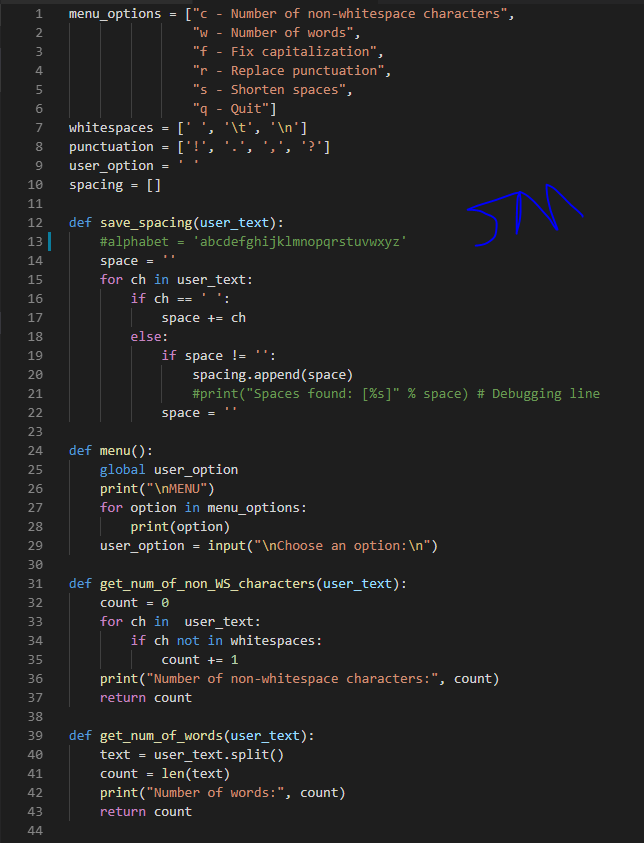 1 menu_options = ["c - Number of non-whitespace characters",
2 "w - Number of words",
3 "f - Fix capitalization",
4 "r - Replace punctuation",
5 "s - Shorten spaces",
6 "q - Quit"]
7 whitespaces = [' ', '\t', '\n']
8 punctuation = ['!', '.', ',', '?']
9 user_option = ' '
10 spacing = []
11
12 def save_spacing(user_text):
13 #alphabet = 'abcdefghijklmnopqrstuvwxyz'
14 space = ''
15 for ch in user_text:
16 if ch == ' ':
17 space += ch
18 else:
19 if space != '':
20 spacing.append(space)
21 #print("Spaces found: [%s]" % space) # Debugging line
22 space = ''
23
24 def menu():
25 global user_option
26 print("\nMENU")
27 for option in menu_options:
28 print(option)
29 user_option = input("\nChoose an option:\n")
30
31 def get_num_of_non_WS_characters(user_text):
32 count = 0
33 for ch in  user_text:
34 if ch not in whitespaces:
35 count += 1
36 print("Number of non-whitespace characters:", count)
37 return count
38
39 def get_num_of_words(user_text):
40 text = user_text.split()
41 count = len(text)
42 print("Number of words:", count)
43 return count
44